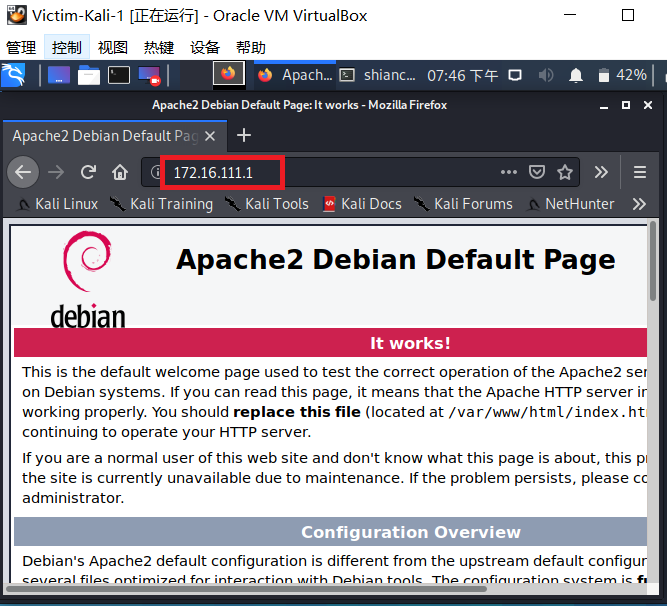 Victim-Kali-1 [正在运行] - Oracle VM VirtualBox
管理 控制 视图 热键 设备 帮助
Apach... shianc... 07:46 下午 42%
Apache2 Debian Default Page: It works - Mozilla Firefox
Apache2 Debian Default Pag
172.16.111.1
Kali Linux Kali Training Kali Tools Kali Docs Kali Forums NetHunter
debian
Apache2 Debian Default Page
It works!
This is the default welcome page used to test the correct operation of the Apache2 ser
on Debian systems. If you can read this page, it means that the Apache HTTP server in
working properly. You should replace this file (located at /var/www/html/index.htm
continuing to operate your HTTP server.
If you are a normal user of this web site and don't know what this page is about, this pr
the site is currently unavailable due to maintenance. If the problem persists, please co
administrator.
Configuration Overview
Debian's Apache2 default configuration is different from the upstream default configur
several files optimized for interaction with Debian tools. The configuration system is fu